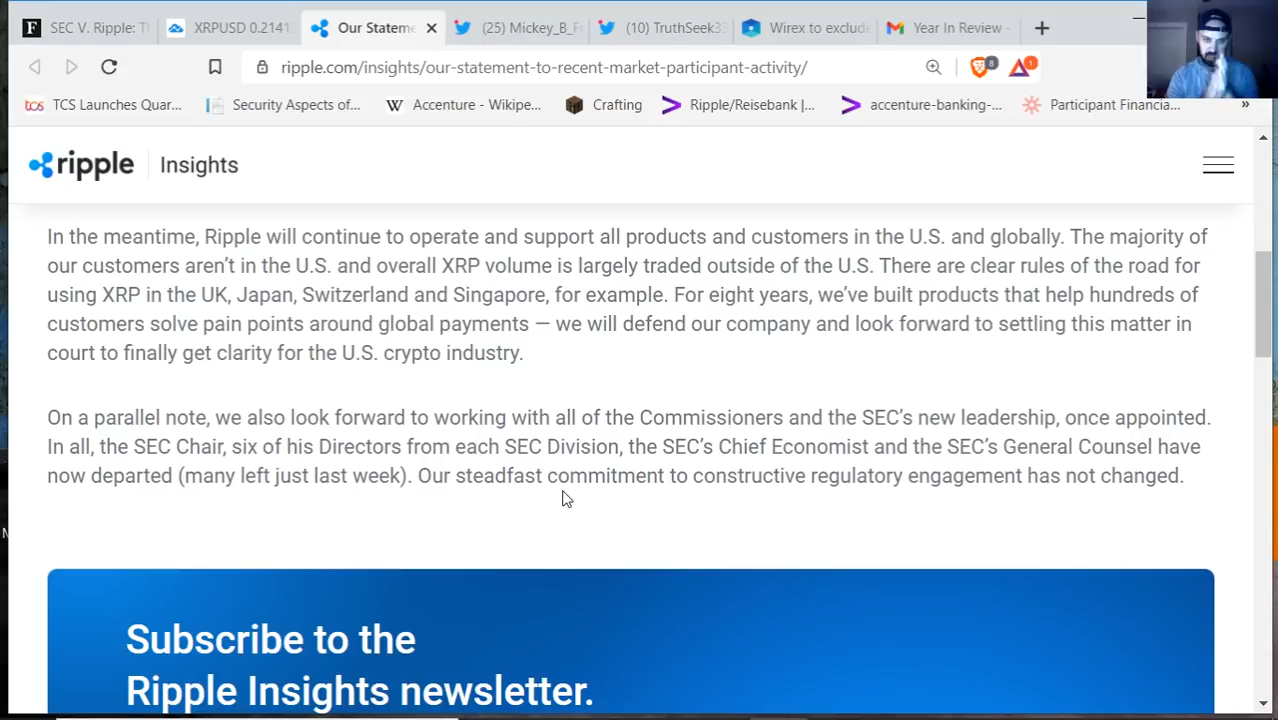 SEC V. Ripple: Th
XRPUSD 0.2141
Our Stateme
(25) Mickey_B_F
(10) TruthSeek33
Wirex to exclud
Year In Review -
ripple.com/insights/our-statement-to-recent-market-participant-activity/
8
1
tcs TCS Launches Quar...
Security Aspects of...
W Accenture - Wikipe...
Crafting
Ripple/Reisebank |...
accenture-banking-...
Participant Financia...
»
ripple Insights
In the meantime, Ripple will continue to operate and support all products and customers in the U.S. and globally. The majority of
our customers aren’t in the U.S. and overall XRP volume is largely traded outside of the U.S. There are clear rules of the road for
using XRP in the UK, Japan, Switzerland and Singapore, for example. For eight years, we’ve built products that help hundreds of
customers solve pain points around global payments — we will defend our company and look forward to settling this matter in
court to finally get clarity for the U.S. crypto industry.
On a parallel note, we also look forward to working with all of the Commissioners and the SEC’s new leadership, once appointed.
In all, the SEC Chair, six of his Directors from each SEC Division, the SEC’s Chief Economist and the SEC’s General Counsel have
now departed (many left just last week). Our steadfast commitment to constructive regulatory engagement has not changed.
Subscribe to the
Ripple Insights newsletter.